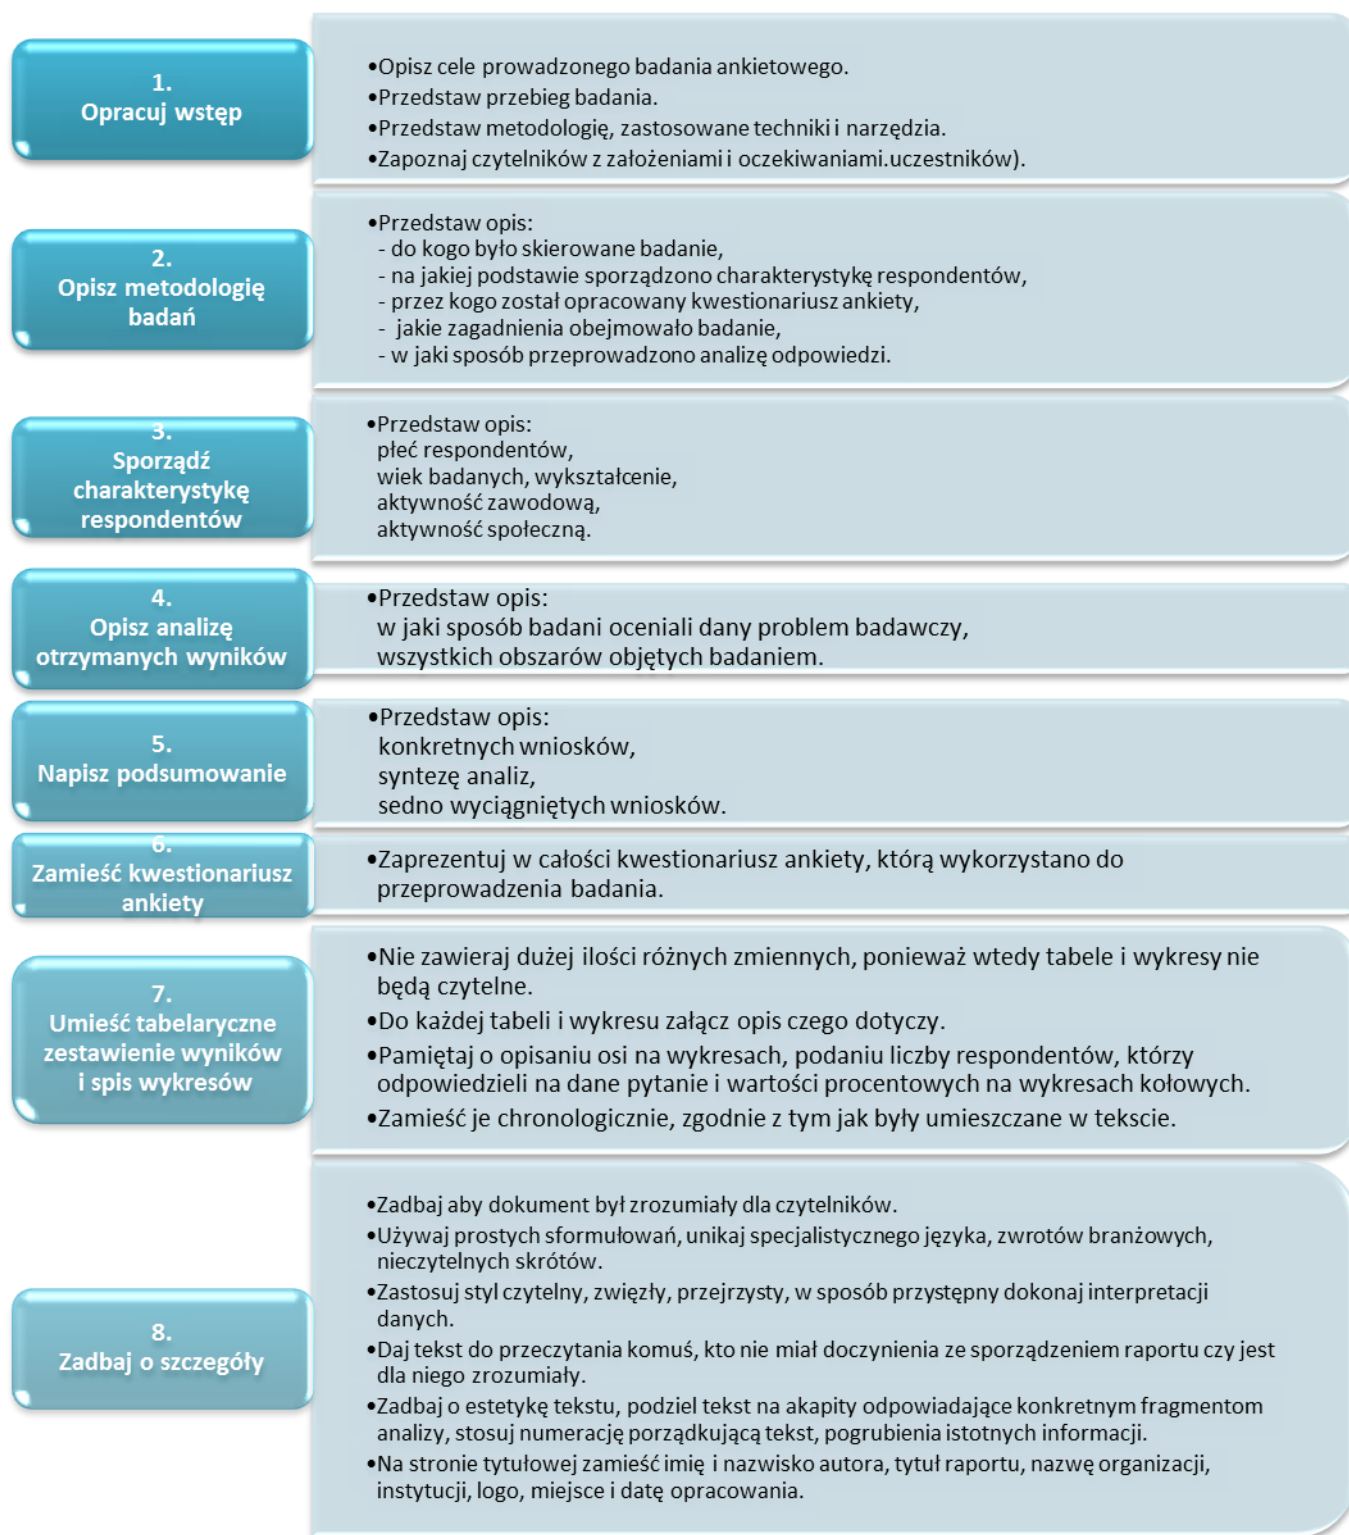 1.
Opracuj wstęp
•Opisz cele prowadzonego badania ankietowego.
•Przedstaw przebieg badania.
•Przedstaw metodologię, zastosowane techniki i narzędzia.
•Zapoznaj czytelników z założeniami i oczekiwaniami.uczestników).
2.
Opisz metodologię
badań
•Przedstaw opis:
- do kogo było skierowane badanie,
- na jakiej podstawie sporządzono charakterystykę respondentów,
- przez kogo został opracowany kwestionariusz ankiety,
- jakie zagadnienia obejmowało badanie,
- w jaki sposób przeprowadzono analizę odpowiedzi.
3.
Sporządź
charakterystykę
respondentów
•Przedstaw opis:
płeć respondentów,
wiek badanych, wykształcenie,
aktywność zawodową,
aktywność społeczną.
4.
Opisz analizę
otrzymanych wyników
•Przedstaw opis:
w jaki sposób badani oceniali dany problem badawczy,
wszystkich obszarów objętych badaniem.
5.
Napisz podsumowanie
•Przedstaw opis:
konkretnych wniosków,
syntezę analiz,
sedno wyciągniętych wniosków.
6.
Zamieść kwestionariusz
ankiety
•Zaprezentuj w całości kwestionariusz ankiety, którą wykorzystano do
przeprowadzenia badania.
7.
Umieść tabelaryczne
zestawienie wyników
i spis wykresów
•Nie zawieraj dużej ilości różnych zmiennych, ponieważ wtedy tabele i wykresy nie
będą czytelne.
•Do każdej tabeli i wykresu załącz opis czego dotyczy.
•Pamiętaj o opisaniu osi na wykresach, podaniu liczby respondentów, którzy
odpowiedzieli na dane pytanie i wartości procentowych na wykresach kołowych.
•Zamieść je chronologicznie, zgodnie z tym jak były umieszczane w tekscie.
8.
Zadbaj o szczegóły
•Zadbaj aby dokument był zrozumiały dla czytelników.
•Używaj prostych sformułowań, unikaj specjalistycznego języka, zwrotów branżowych,
nieczytelnych skrótów.
•Zastosuj styl czytelny, zwięzły, przejrzysty, w sposób przystępny dokonaj interpretacji
danych.
•Daj tekst do przeczytania komuś, kto nie miał doczynienia ze sporządzeniem raportu czy jest
dla niego zrozumiały.
•Zadbaj o estetykę tekstu, podziel tekst na akapity odpowiadające konkretnym fragmentom
analizy, stosuj numerację porządkującą tekst, pogrubienia istotnych informacji.
•Na stronie tytułowej zamieść imię i nazwisko autora, tytuł raportu, nazwę organizacji,
instytucji, logo, miejsce i datę opracowania.